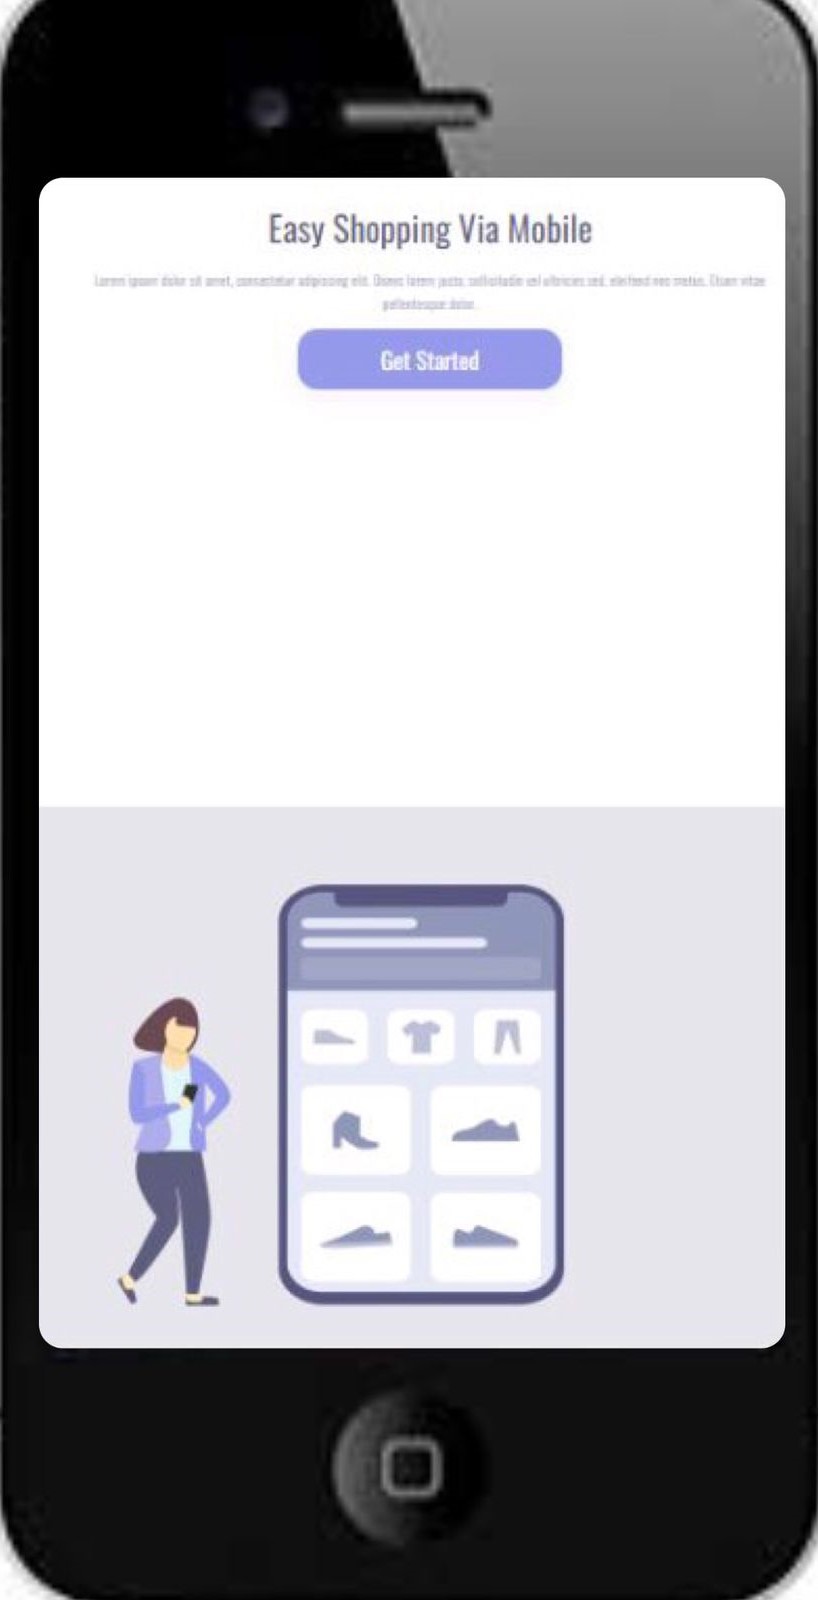 Easy Shopping Via Mobile
Lorem ipsum dolor sit amet, consectetur adipiscing elit. Donec lorem justo, sollicitudin vel ultricies sed, eleifend nec metus. Etiam vitae
pellentesque dolor.
Get Started